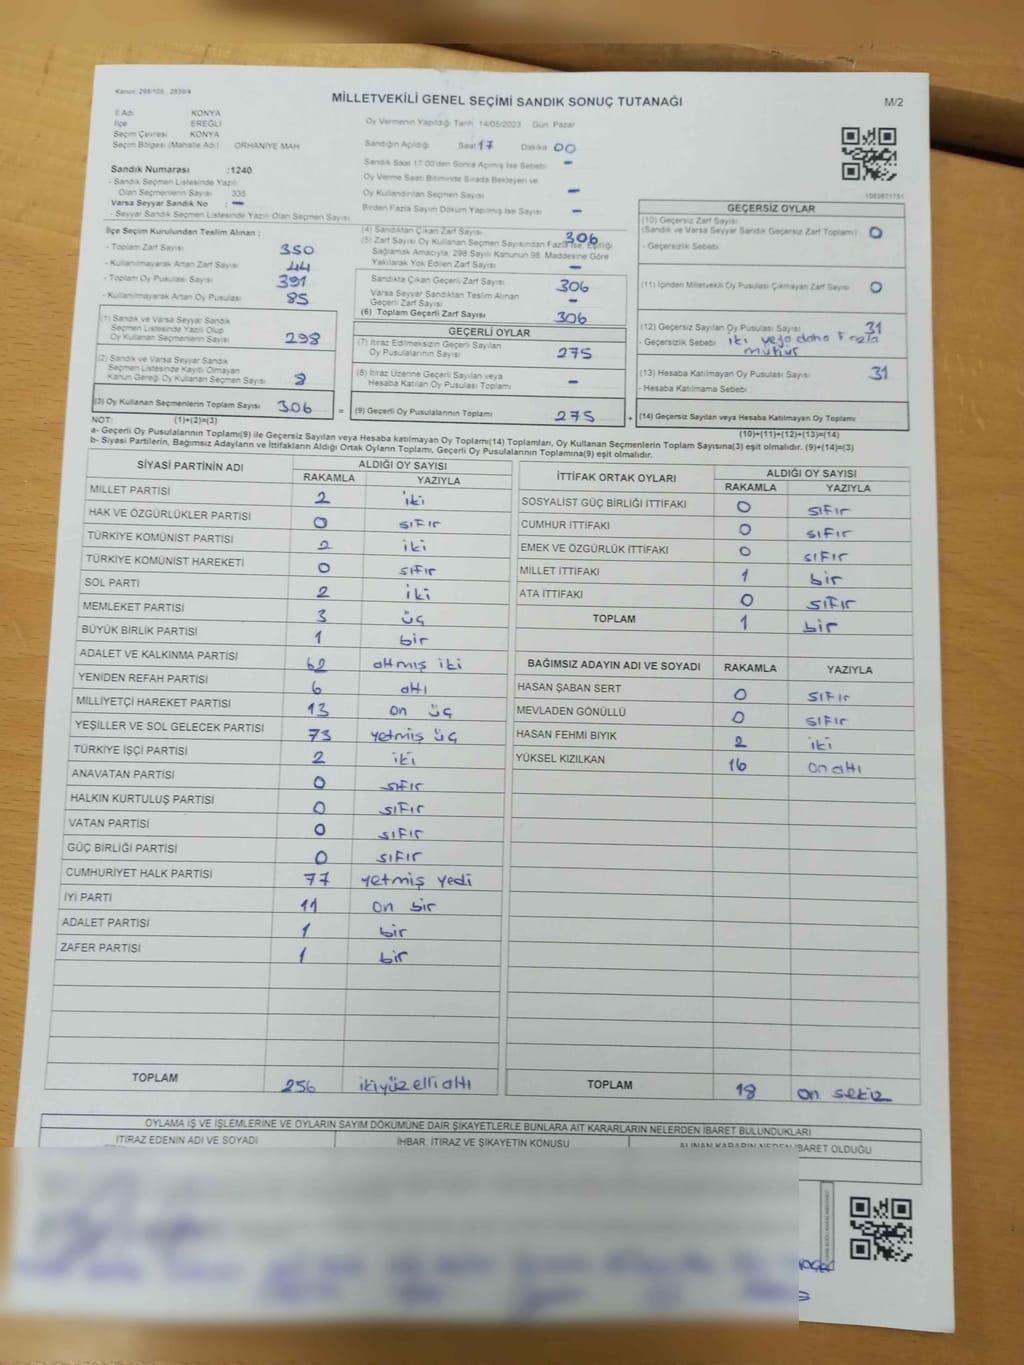 Kanun: 298/105 , 2839/4
MİLLETVEKİLİ GENEL SEÇİMİ SANDIK SONUÇ TUTANAĞI
M/2
İl Adı KONYA
İlçe EREĞLİ
Seçim Çevresi KONYA
Seçim Bölgesi (Mahalle Adı) ORHANİYE MAH
Sandık Numarası :1240
- Sandık Seçmen Listesinde Yazılı
Olan Seçmenlerin Sayısı 335
Varsa Seyyar Sandık No : -
- Seyyar Sandık Seçmen Listesinde Yazılı Olan Seçmen Sayısı
Oy Vermenin Yapıldığı Tarih 14/05/2023 Gün: Pazar
Sandığın Açıldığı Saat 17 Dakika 00
Sandık Saat 17:00'den Sonra Açılmış İse Sebebi -
Oy Verme Saati Bitiminde Sırada Bekleyen ve
Oy Kullandırılan Seçmen Sayısı -
Birden Fazla Sayım Döküm Yapılmış İse Sayısı -
İlçe Seçim Kurulundan Teslim Alınan ;
- Toplam Zarf Sayısı 350
- Kullanılmayarak Artan Zarf Sayısı 44
- Toplam Oy Pusulası Sayısı 391
- Kullanılmayarak Artan Oy Pusulası 85
(4) Sandıktan Çıkan Zarf Sayısı 306
(5) Zarf Sayısı Oy Kullanan Seçmen Sayısından Fazla İse, Eşitliği
Sağlamak Amacıyla, 298 Sayılı Kanunun 98. Maddesine Göre
Yakılarak Yok Edilen Zarf Sayısı -
Sandıkta Çıkan Geçerli Zarf Sayısı 306
Varsa Seyyar Sandıktan Teslim Alınan
Geçerli Zarf Sayısı -
(6) Toplam Geçerli Zarf Sayısı 306
(1) Sandık ve Varsa Seyyar Sandık
Seçmen Listesinde Yazılı Olup
Oy Kullanan Seçmenlerin Sayısı 298
(2) Sandık ve Varsa Seyyar Sandık
Seçmen Listesinde Kayıtlı Olmayan
Kanun Gereği Oy Kullanan Seçmen Sayısı 8
(3) Oy Kullanan Seçmenlerin Toplam Sayısı 306 =
GEÇERLİ OYLAR
(7) İtiraz Edilmeksizin Geçerli Sayılan
Oy Pusulalarının Sayısı 275
(8) İtiraz Üzerine Geçerli Sayılan veya
Hesaba Katılan Oy Pusulası Toplamı -
(9) Geçerli Oy Pusulalarının Toplamı 275 +
1083871751
GEÇERSİZ OYLAR
(10) Geçersiz Zarf Sayısı
(Sandık ve Varsa Seyyar Sandık Geçersiz Zarf Toplamı) 0
- Geçersizlik Sebebi
(11) İçinden Milletvekili Oy Pusulası Çıkmayan Zarf Sayısı 0
(12) Geçersiz Sayılan Oy Pusulası Sayısı 31
- Geçersizlik Sebebi iki veya daha fazla
mühür
(13) Hesaba Katılmayan Oy Pusulası Sayısı 31
- Hesaba Katılmama Sebebi
(14) Geçersiz Sayılan veya Hesaba Katılmayan Oy Toplamı
NOT: (1)+(2)=(3) (10)+(11)+(12)+(13)=(14)
a- Geçerli Oy Pusulalarının Toplamı(9) ile Geçersiz Sayılan veya Hesaba katılmayan Oy Toplamı(14) Toplamları, Oy Kullanan Seçmenlerin Toplam Sayısına(3) eşit olmalıdır. (9)+(14)=(3)
b- Siyasi Partilerin, Bağımsız Adayların ve İttifakların Aldığı Ortak Oyların Toplamı, Geçerli Oy Pusulalarının Toplamına(9) eşit olmalıdır.
SİYASİ PARTİNİN ADI ALDIĞI OY SAYISI
RAKAMLA YAZIYLA
MİLLET PARTİSİ 2 iki
HAK VE ÖZGÜRLÜKLER PARTİSİ 0 sıfır
TÜRKİYE KOMÜNİST PARTİSİ 2 iki
TÜRKİYE KOMÜNİST HAREKETİ 0 sıfır
SOL PARTİ 2 iki
MEMLEKET PARTİSİ 3 üç
BÜYÜK BİRLİK PARTİSİ 1 bir
ADALET VE KALKINMA PARTİSİ 62 altmış iki
YENİDEN REFAH PARTİSİ 6 altı
MİLLİYETÇİ HAREKET PARTİSİ 13 on üç
YEŞİLLER VE SOL GELECEK PARTİSİ 73 yetmiş üç
TÜRKİYE İŞÇİ PARTİSİ 2 iki
ANAVATAN PARTİSİ 0 sıfır
HALKIN KURTULUŞ PARTİSİ 0 sıfır
VATAN PARTİSİ 0 sıfır
GÜÇ BİRLİĞİ PARTİSİ 0 sıfır
CUMHURİYET HALK PARTİSİ 77 yetmiş yedi
İYİ PARTİ 11 on bir
ADALET PARTİSİ 1 bir
ZAFER PARTİSİ 1 bir
TOPLAM 256 ikiyüz elli altı
İTTİFAK ORTAK OYLARI ALDIĞI OY SAYISI
RAKAMLA YAZIYLA
SOSYALİST GÜÇ BİRLİĞİ İTTİFAKI 0 sıfır
CUMHUR İTTİFAKI 0 sıfır
EMEK VE ÖZGÜRLÜK İTTİFAKI 0 sıfır
MİLLET İTTİFAKI 1 bir
ATA İTTİFAKI 0 sıfır
TOPLAM 1 bir
BAĞIMSIZ ADAYIN ADI VE SOYADI RAKAMLA YAZIYLA
HASAN ŞABAN SERT 0 sıfır
MEVLADEN GÖNÜLLÜ 0 sıfır
HASAN FEHMI BIYIK 2 iki
YÜKSEL KIZILKAN 16 on altı
TOPLAM 18 on sekiz
OYLAMA İŞ VE İŞLEMLERİNE VE OYLARIN SAYIM DÖKÜMÜNE DAİR ŞİKAYETLERLE BUNLARA AİT KARARLARIN NELERDEN İBARET BULUNDUKLARI
İTİRAZ EDENİN ADI VE SOYADI İHBAR, İTİRAZ VE ŞİKAYETİN KONUSU ALINAN KARARIN NEDEN İBARET OLDUĞU